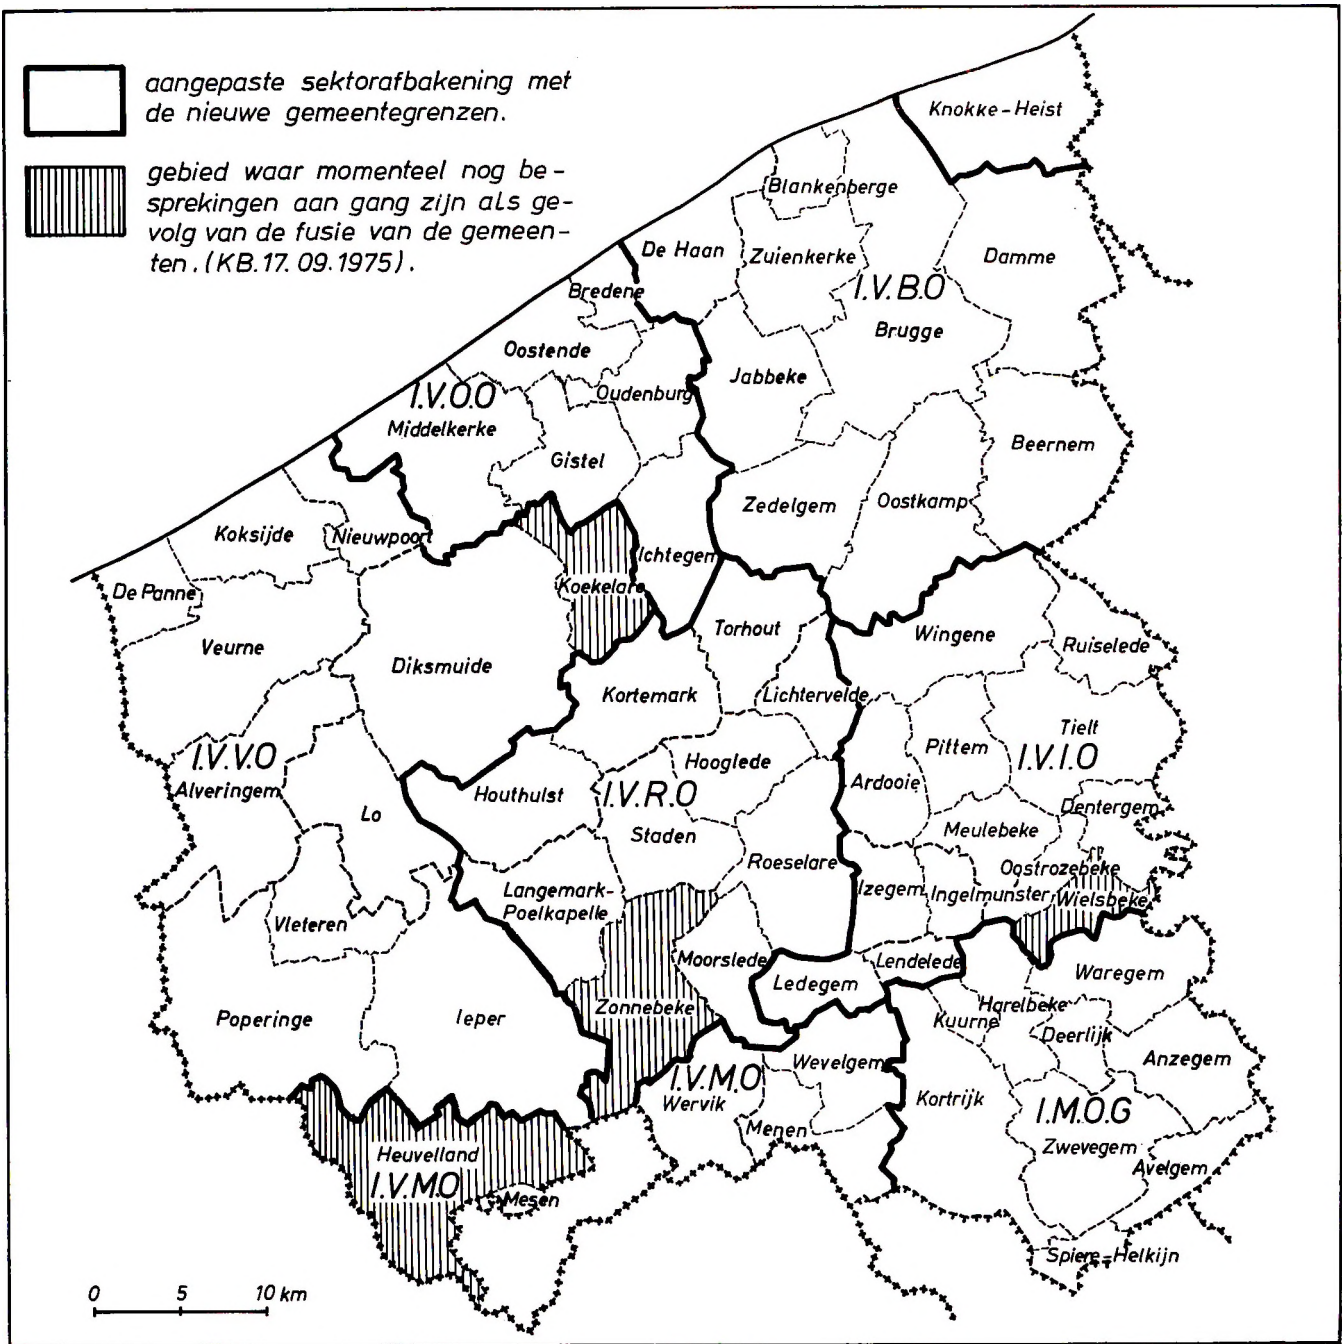 aangepaste sektorafbakening met
de nieuwe gemeentegrenzen.
gebied waar momenteel nog be-
sprekingen aan gang zijn als ge-
volg van de fusie van de gemeen-
ten. (KB. 17. 09. 1975).
Knokke-Heist
Blankenberge
De Haan
Zuienkerke
Damme
I.V.B.O
Brugge
Bredene
Oostende
Jabbeke
Oudenburg
I.V.O.O
Middelkerke
Gistel
Beernem
Zedelgem
Oostkamp
Koksijde
Nieuwpoort
Ichtegem
Koekelare
De Panne
Veurne
Diksmuide
Torhout
Wingene
Ruiselede
Kortemark
Lichtervelde
Tielt
I.V.V.O
Alveringem
Hooglede
Pittem
I.V.I.O
Ardooie
Houthulst
I.V.R.O
Lo
Staden
Dentergem
Meulebeke
Roeselare
Oostrozebeke
Langemark-
Poelkapelle
Izegem
Ingelmunster
Wielsbeke
Vleteren
Moorslede
Lendelede
Ledegem
Waregem
Poperinge
Ieper
Zonnebeke
Harelbeke
Kuurne
Deerlijk
Anzegem
Wevelgem
I.V.M.O
Wervik
Kortrijk
I.M.O.G
Menen
Zwevegem
Heuvelland
I.V.M.O
Mesen
Avelgem
Spiere-Helkijn
0 5 10 km